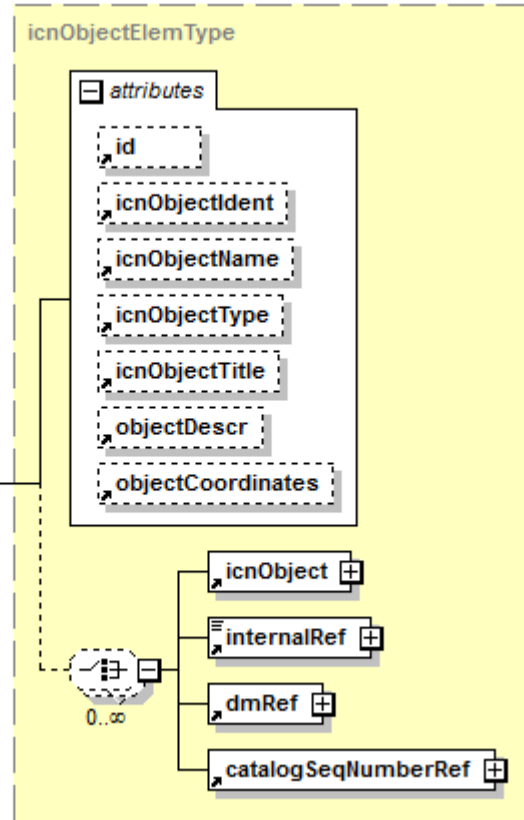 icnObjectElemType
attributes
id
icnObjectIdent
icnObjectName
icnObjectType
icnObjectTitle
objectDescr
objectCoordinates
icnObject
internalRef
dmRef
catalogSeqNumberRef
0..∞